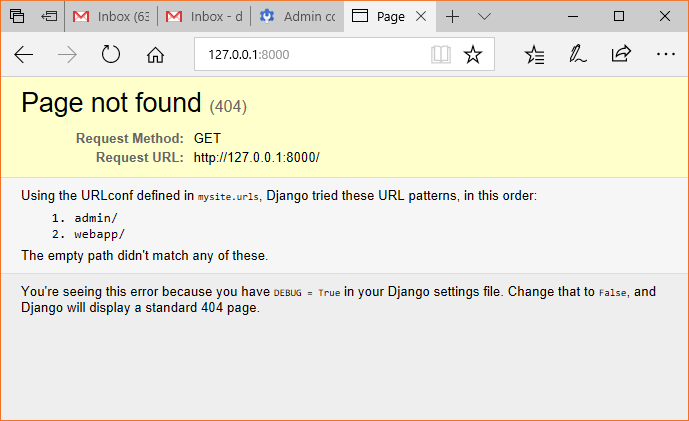 Inbox (63
Inbox - d
Admin co
Page
127.0.0.1:8000
Page not found (404)
Request Method: GET
Request URL: http://127.0.0.1:8000/
Using the URLconf defined in mysite.urls, Django tried these URL patterns, in this order:
1. admin/
2. webapp/
The empty path didn't match any of these.
You're seeing this error because you have DEBUG = True in your Django settings file. Change that to False, and
Django will display a standard 404 page.